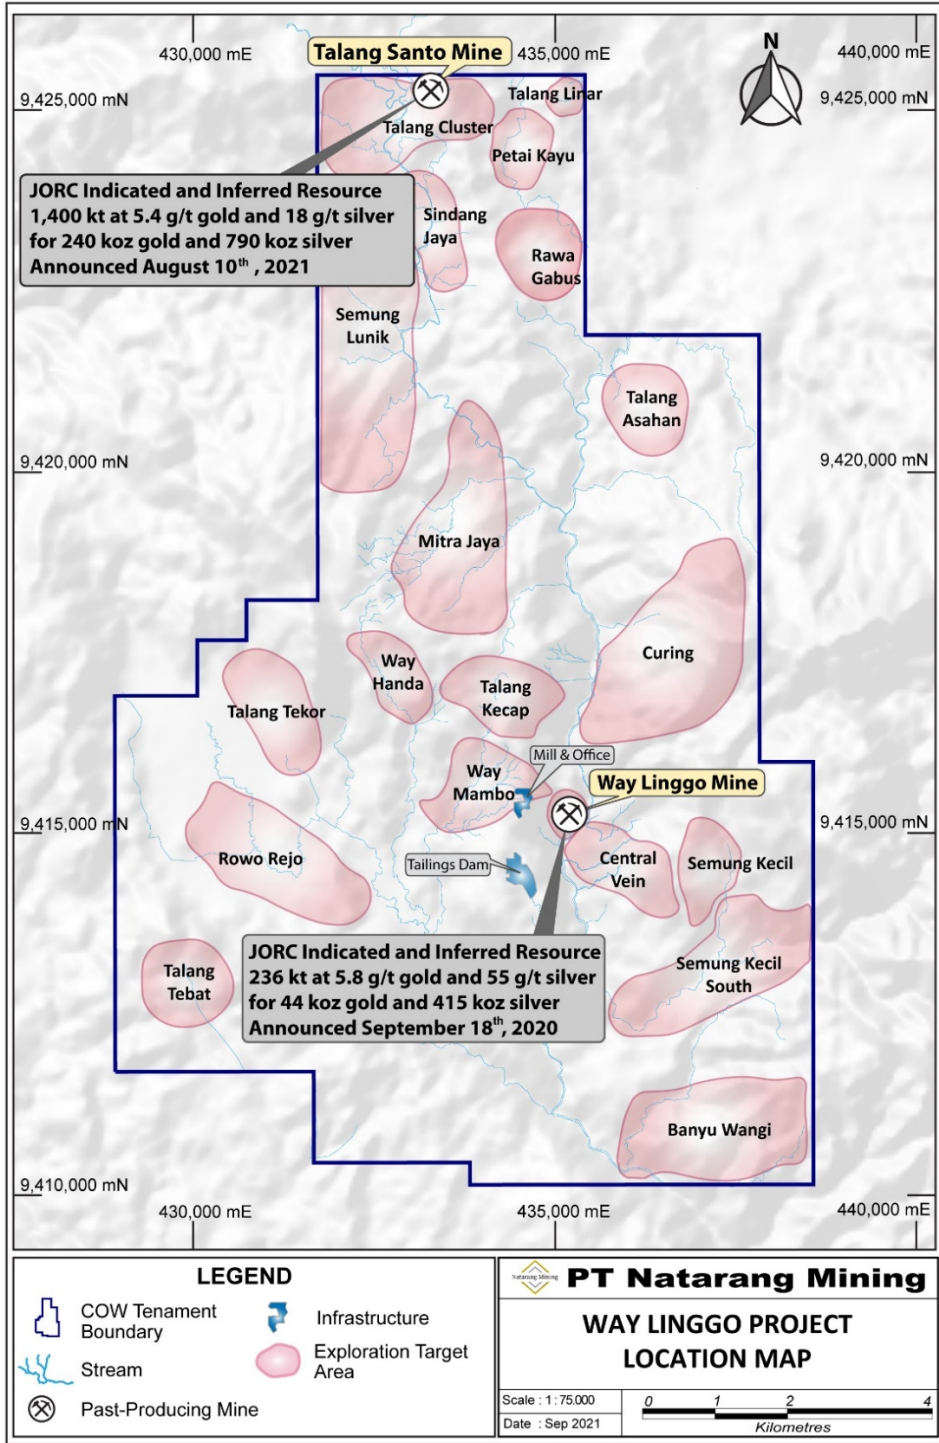 430,000 mE
435,000 mE
440,000 mE
N
Talang Santo Mine
9,425,000 mN
9,425,000 mN
Talang Linar
Talang Cluster
Petai Kayu
JORC Indicated and Inferred Resource
1,400 kt at 5.4 g/t gold and 18 g/t silver
for 240 koz gold and 790 koz silver
Announced August 10th , 2021
Sindang
Jaya
Rawa
Gabus
Semung
Lunik
Talang
Asahan
9,420,000 mN
9,420,000 mN
Mitra Jaya
Curing
Way
Handa
Talang
Kecap
Talang Tekor
Mill & Office
Way
Mambo
Way Linggo Mine
9,415,000 mN
9,415,000 mN
Rowo Rejo
Tailings Dam
Central
Vein
Semung Kecil
JORC Indicated and Inferred Resource
236 kt at 5.8 g/t gold and 55 g/t silver
for 44 koz gold and 415 koz silver
Announced September 18th, 2020
Semung Kecil
South
Talang
Tebat
Banyu Wangi
9,410,000 mN
430,000 mE
435,000 mE
440,000 mE
LEGEND
COW Tenament
Boundary
Infrastructure
Stream
Exploration Target
Area
Past-Producing Mine
Natarang Mining
PT Natarang Mining
WAY LINGGO PROJECT
LOCATION MAP
Scale : 1 : 75.000
Date : Sep 2021
0 1 2 4
Kilometres